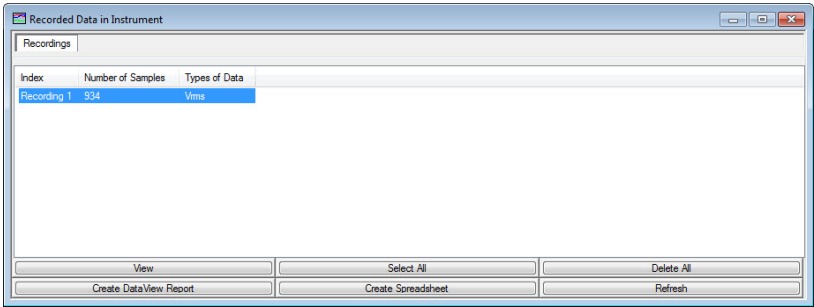 Recorded Data in Instrument
Recordings
Index Number of Samples Types of Data
Recording 1 934 Vrms
View Select All Delete All
Create DataView Report Create Spreadsheet Refresh